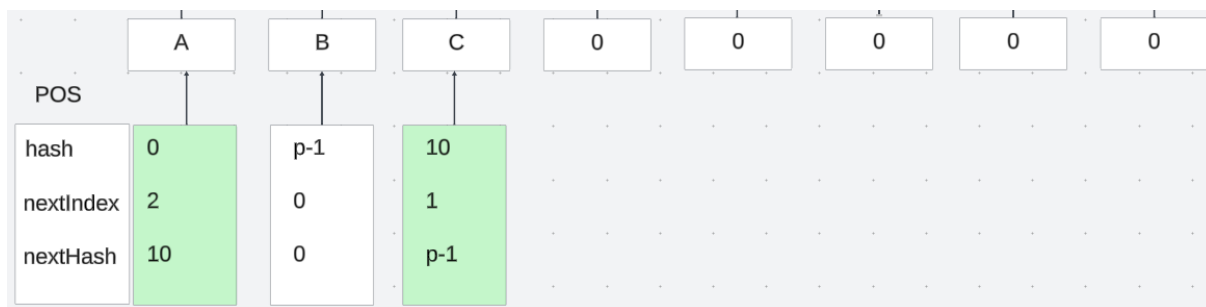 A B C 0 0 0 0 0
POS
hash 0 p-1 10
nextIndex 2 0 1
nextHash 10 0 p-1